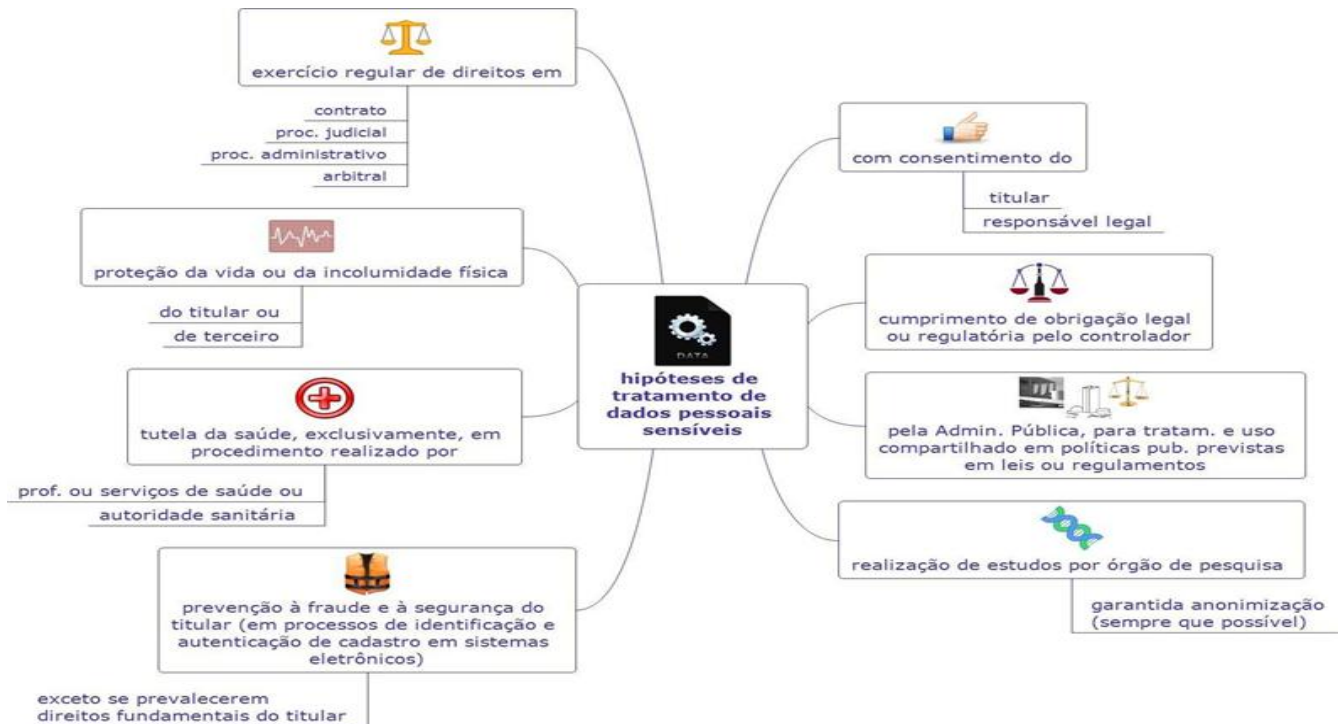 exercício regular de direitos em
contrato
proc. judicial
proc. administrativo
arbitral
proteção da vida ou da incolumidade física
do titular ou
de terceiro
tutela da saúde, exclusivamente, em
procedimento realizado por
prof. ou serviços de saúde ou
autoridade sanitária
prevenção à fraude e à segurança do
titular (em processos de identificação e
autenticação de cadastro em sistemas
eletrônicos)
exceto se prevalecerem
direitos fundamentais do titular
DATA
hipóteses de
tratamento de
dados pessoais
sensíveis
com consentimento do
titular
responsável legal
cumprimento de obrigação legal
ou regulatória pelo controlador
pela Admin. Pública, para tratam. e uso
compartilhado em políticas pub. previstas
em leis ou regulamentos
realização de estudos por órgão de pesquisa
garantida anonimização
(sempre que possível)